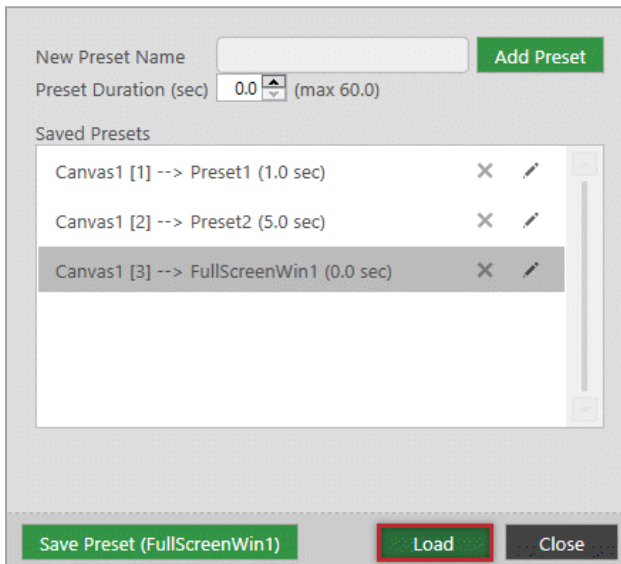 New Preset Name Add Preset
Preset Duration (sec) 0.0 (max 60.0)
Saved Presets
Canvas1 [1] --> Preset1 (1.0 sec)
Canvas1 [2] --> Preset2 (5.0 sec)
Canvas1 [3] --> FullScreenWin1 (0.0 sec)
Save Preset (FullScreenWin1) Load Close